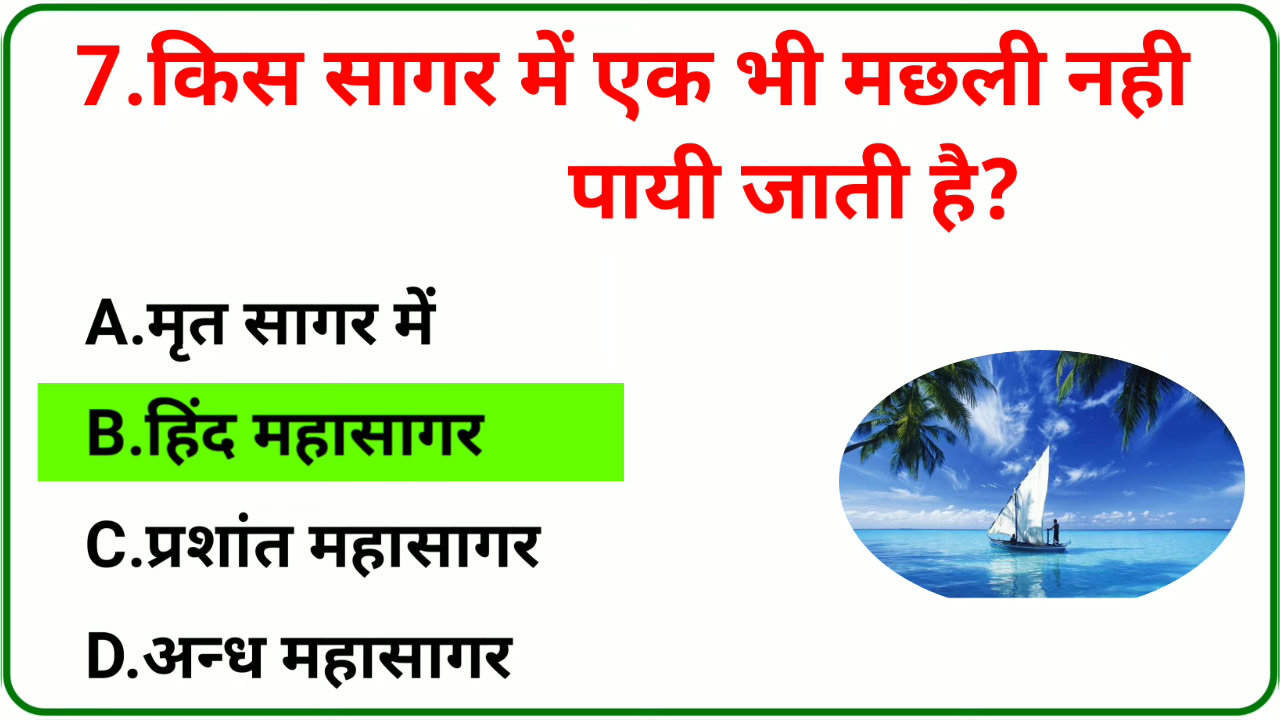 7.किस सागर में एक भी मछली नही
पायी जाती है?
A.मृत सागर में
B.हिंद महासागर
C.प्रशांत महासागर
D.अन्ध महासागर